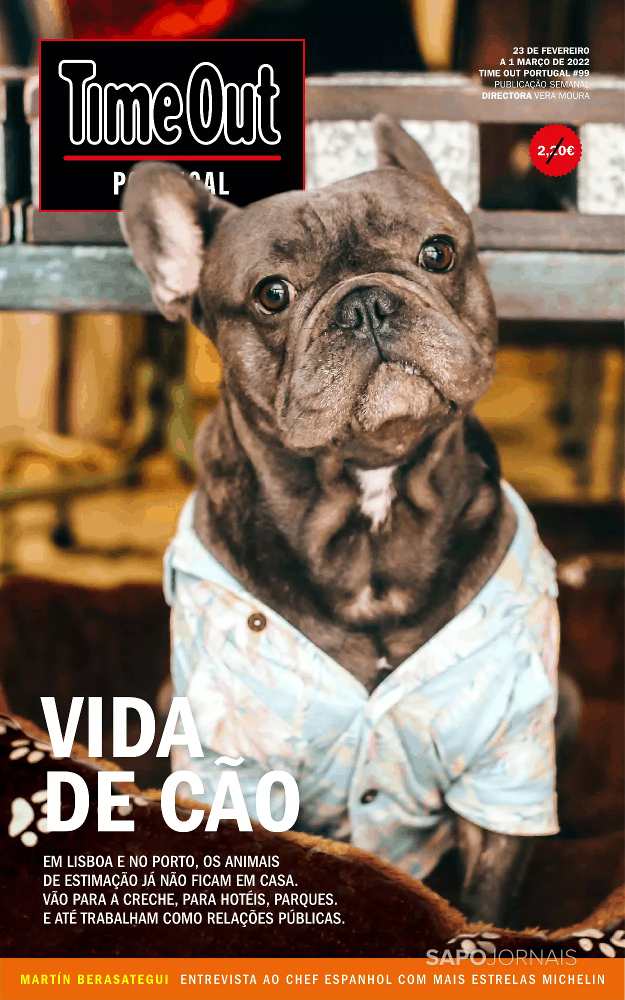 Time Out
23 DE FEVEREIRO
A 1 MARÇO DE 2022
TIME OUT PORTUGAL #99
PUBLICAÇÃO SEMANAL
DIRECTORA VERA MOURA
2,20€
VIDA
DE CÃO
EM LISBOA E NO PORTO, OS ANIMAIS
DE ESTIMAÇÃO JÁ NÃO FICAM EM CASA.
VÃO PARA A CRECHE, PARA HOTÉIS, PARQUES.
E ATÉ TRABALHAM COMO RELAÇÕES PÚBLICAS.
SAPOJORNAIS
MARTÍN BERASATEGUI ENTREVISTA AO CHEF ESPANHOL COM MAIS ESTRELAS MICHELIN